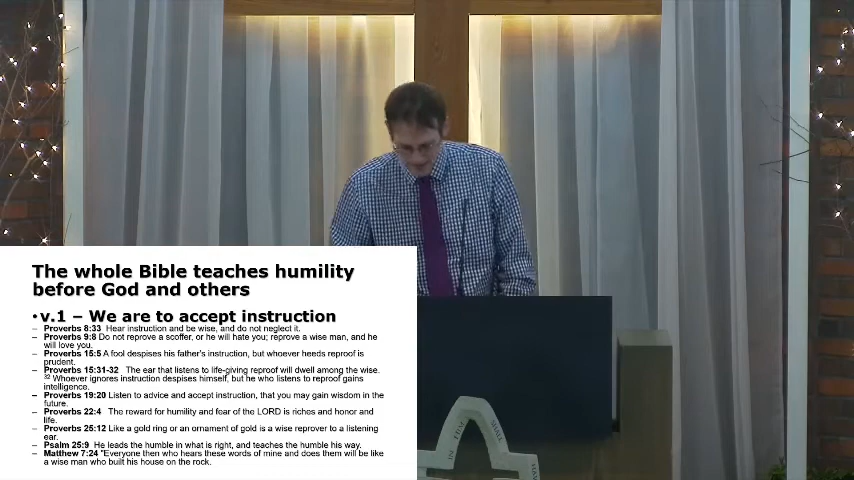 The whole Bible teaches humility
before God and others
•v.1 – We are to accept instruction
– Proverbs 8:33 Hear instruction and be wise, and do not neglect it.
– Proverbs 9:8 Do not reprove a scoffer, or he will hate you; reprove a wise man, and he
will love you.
– Proverbs 15:5 A fool despises his father's instruction, but whoever heeds reproof is
prudent.
– Proverbs 15:31-32 The ear that listens to life-giving reproof will dwell among the wise.
32 Whoever ignores instruction despises himself, but he who listens to reproof gains
intelligence.
– Proverbs 19:20 Listen to advice and accept instruction, that you may gain wisdom in the
future.
– Proverbs 22:4 The reward for humility and fear of the LORD is riches and honor and
life.
– Proverbs 25:12 Like a gold ring or an ornament of gold is a wise reprover to a listening
ear.
– Psalm 25:9 He leads the humble in what is right, and teaches the humble his way.
– Matthew 7:24 "Everyone then who hears these words of mine and does them will be like
a wise man who built his house on the rock.